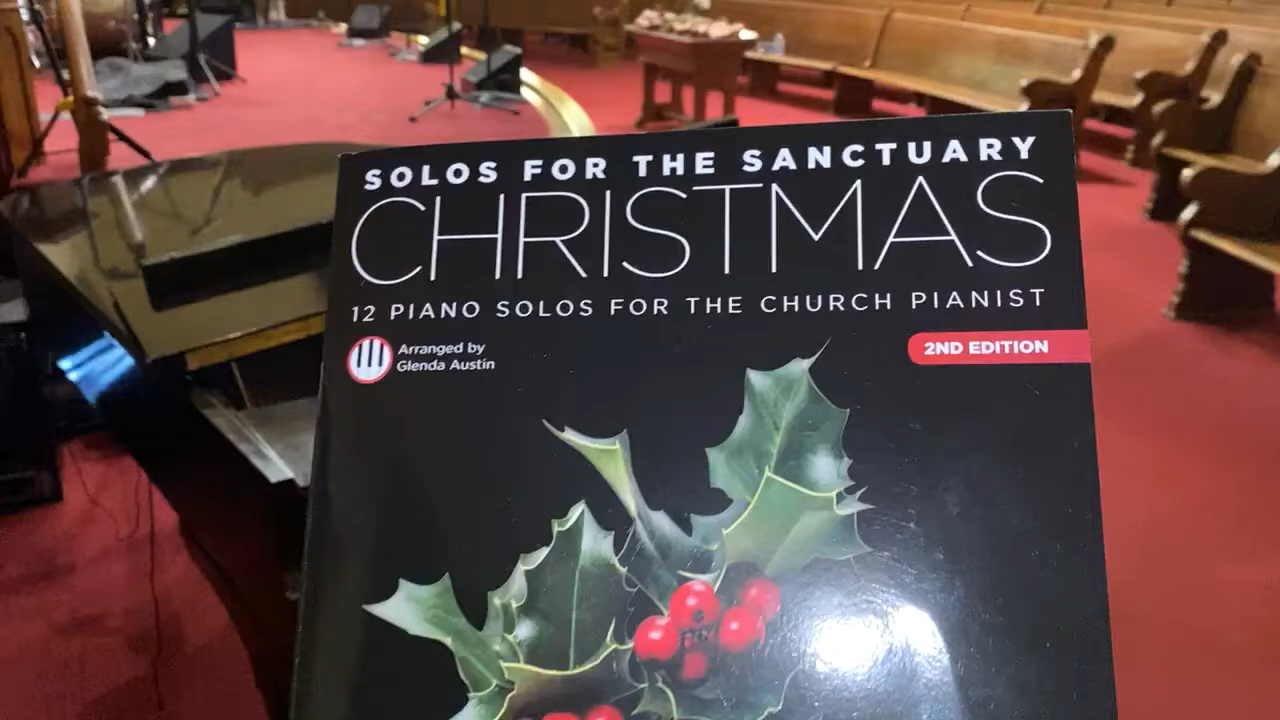 SOLOS FOR THE SANCTUARY
CHRISTMAS
12 PIANO SOLOS FOR THE CHURCH PIANIST
Arranged by
Glenda Austin
2ND EDITION